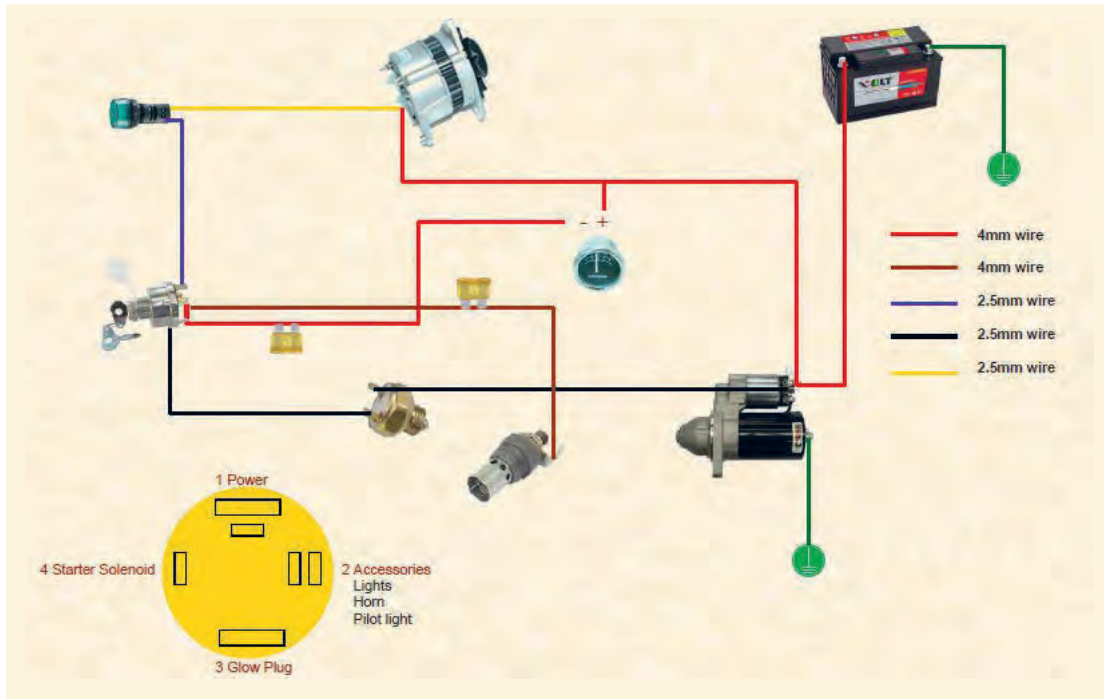 - +
4mm wire
4mm wire
2.5mm wire
2.5mm wire
2.5mm wire
1 Power
4 Starter Solenoid
2 Accessories
Lights
Horn
Pilot light
3 Glow Plug